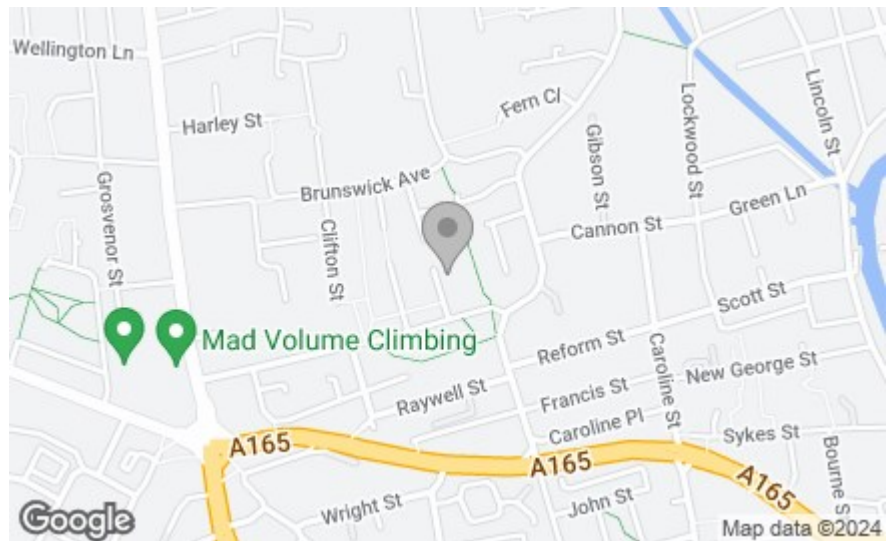 Wellington Ln
Harley St
Fern Cl
Gibson St
Lockwood St
Lincoln St
Grosvenor St
Brunswick Ave
Clifton St
Cannon St
Green Ln
Mad Volume Climbing
Scott St
Reform St
Caroline St
New George St
Raywell St
Francis St
Caroline Pl
A165
A165
Sykes St
A165
Bourne S
Wright St
John St
Google
Map data ©2024